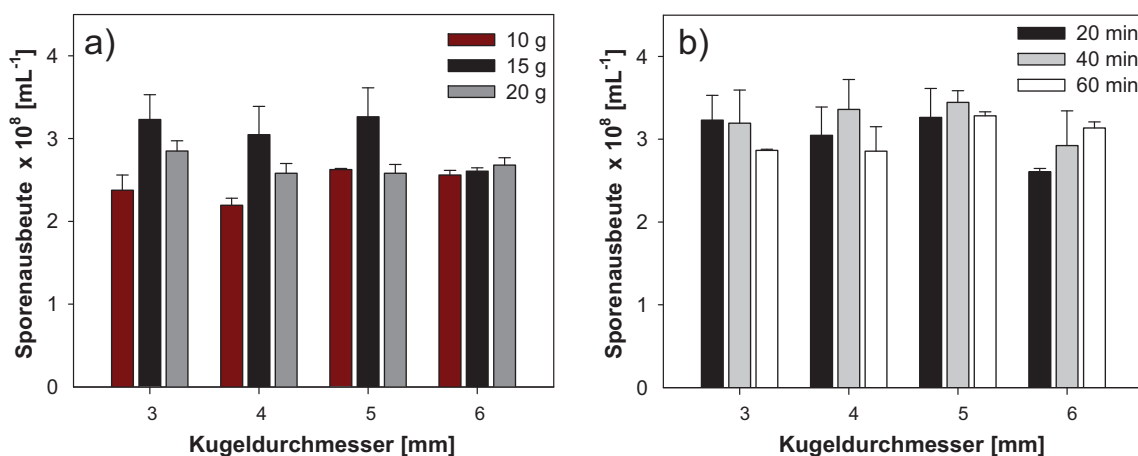 a)
10 g
15 g
20 g
Sporenausbeute x 10⁸ [mL⁻¹]
4
3
2
1
0
3 4 5 6
Kugeldurchmesser [mm]
b)
20 min
40 min
60 min
Sporenausbeute x 10⁸ [mL⁻¹]
4
3
2
1
0
3 4 5 6
Kugeldurchmesser [mm]